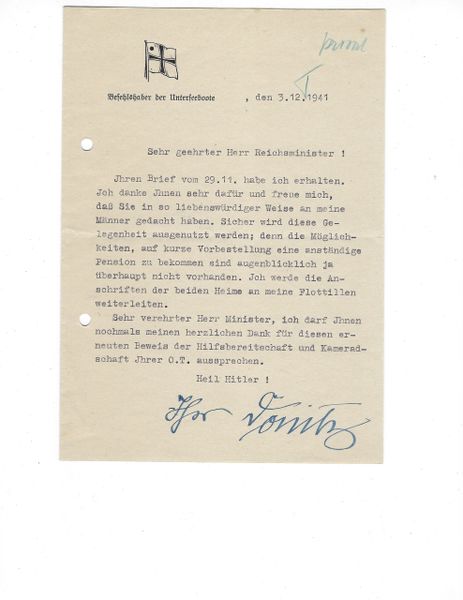 privat
Befehlshaber der Unterseeboote , den 3.12.1941
Sehr geehrter Herr Reichsminister !
Jhren Brief vom 29.11. habe ich erhalten.
Jch danke Jhnen sehr dafür und freue mich,
daß Sie in so liebenswürdiger Weise an meine
Männer gedacht haben. Sicher wird diese Ge-
legenheit ausgenutzt werden; denn die Möglich-
keiten, auf kurze Vorbestellung eine anständige
Pension zu bekommen sind augenblicklich ja
überhaupt nicht vorhanden. Jch werde die An-
schriften der beiden Heime an meine Flottillen
weiterleiten.
Sehr verehrter Herr Minister, ich darf Jhnen
nochmals meinen herzlichen Dank für diesen er-
neuten Beweis der Hilfsbereitschaft und Kamerad-
schaft Jhrer O.T. aussprechen.
Heil Hitler !
Ihr Dönitz